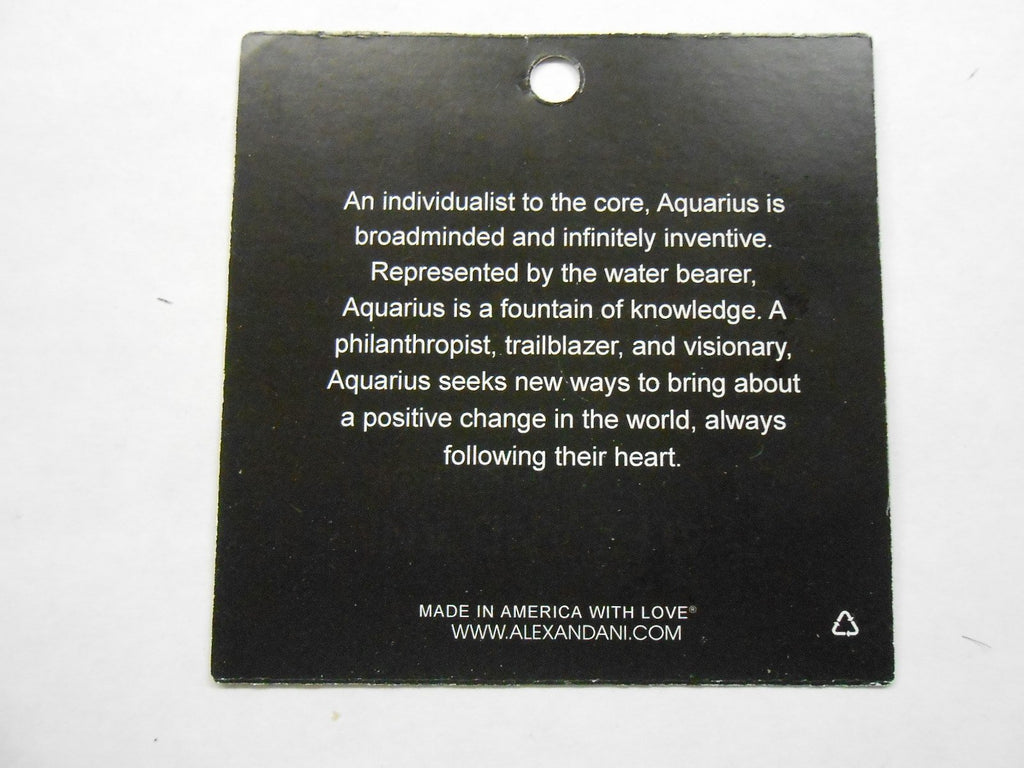 An individualist to the core, Aquarius is
broadminded and infinitely inventive.
Represented by the water bearer,
Aquarius is a fountain of knowledge. A
philanthropist, trailblazer, and visionary,
Aquarius seeks new ways to bring about
a positive change in the world, always
following their heart.
MADE IN AMERICA WITH LOVE®
WWW.ALEXANDANI.COM